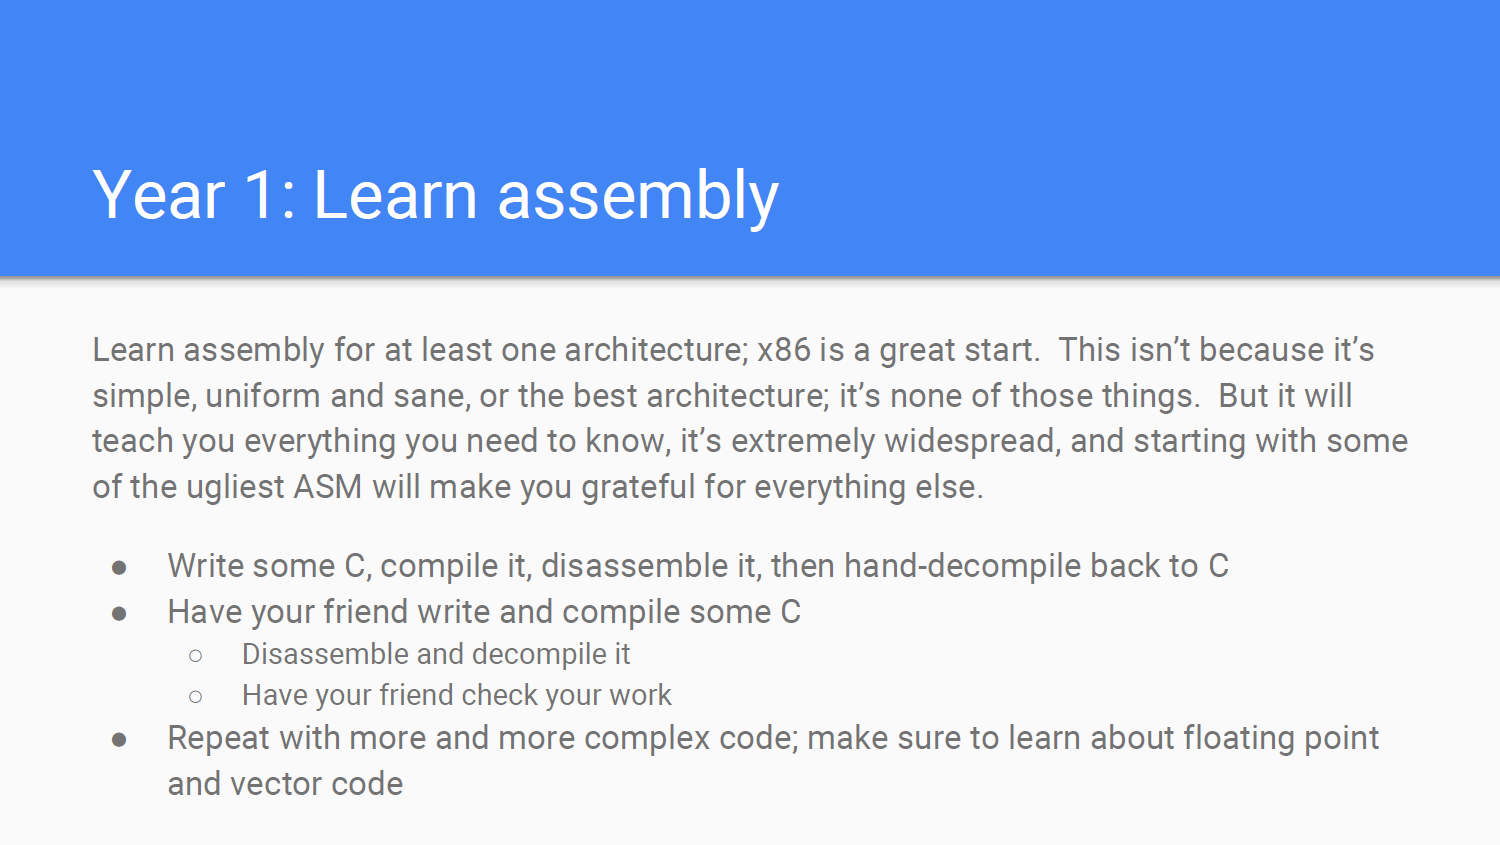 Year 1: Learn assembly
Learn assembly for at least one architecture; x86 is a great start.  This isn’t because it’s
simple, uniform and sane, or the best architecture; it’s none of those things.  But it will
teach you everything you need to know, it’s extremely widespread, and starting with some
of the ugliest ASM will make you grateful for everything else.
● Write some C, compile it, disassemble it, then hand-decompile back to C
● Have your friend write and compile some C
○ Disassemble and decompile it
○ Have your friend check your work
● Repeat with more and more complex code; make sure to learn about floating point
and vector code